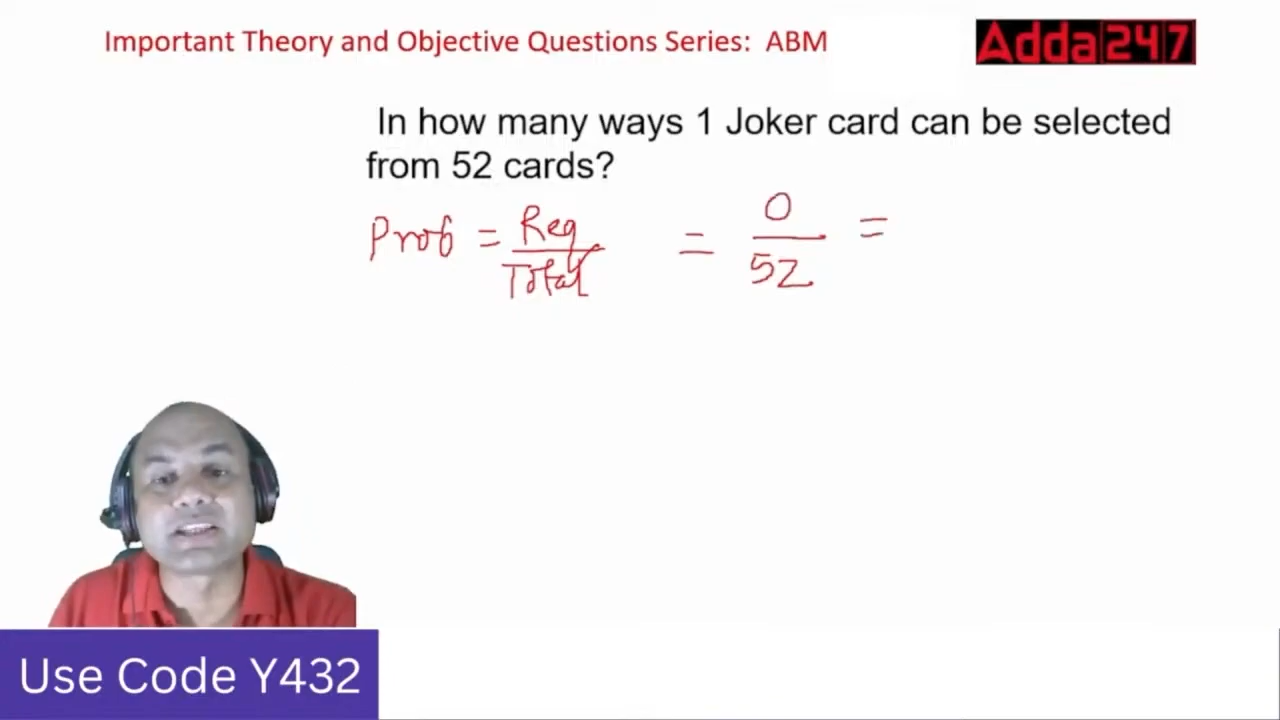 Important Theory and Objective Questions Series: ABM
Adda247
In how many ways 1 Joker card can be selected
from 52 cards?
Prob = Req/Total = 0/52 =
Use Code Y432